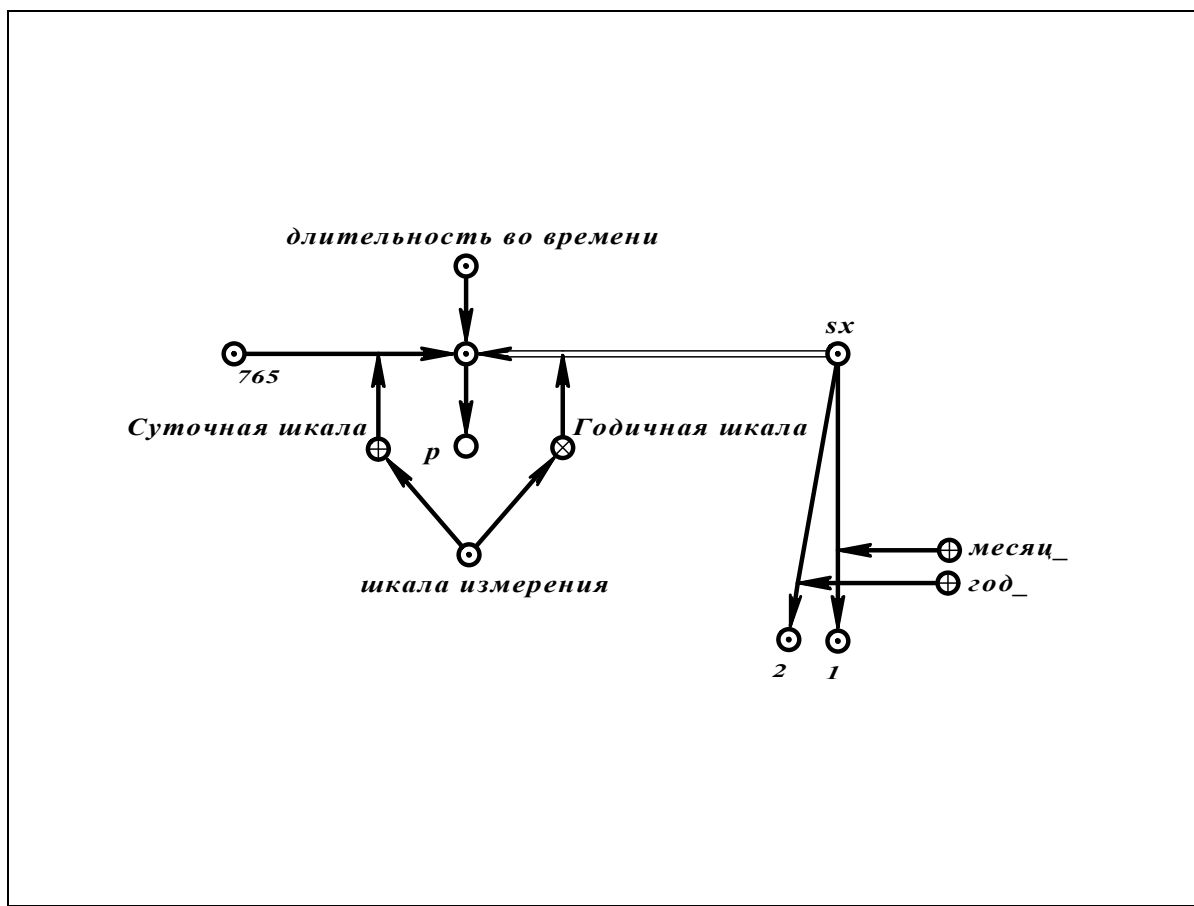 длительность во времени
sx
765
Суточная шкала
p
Годичная шкала
месяц_
шкала измерения
год_
2
1